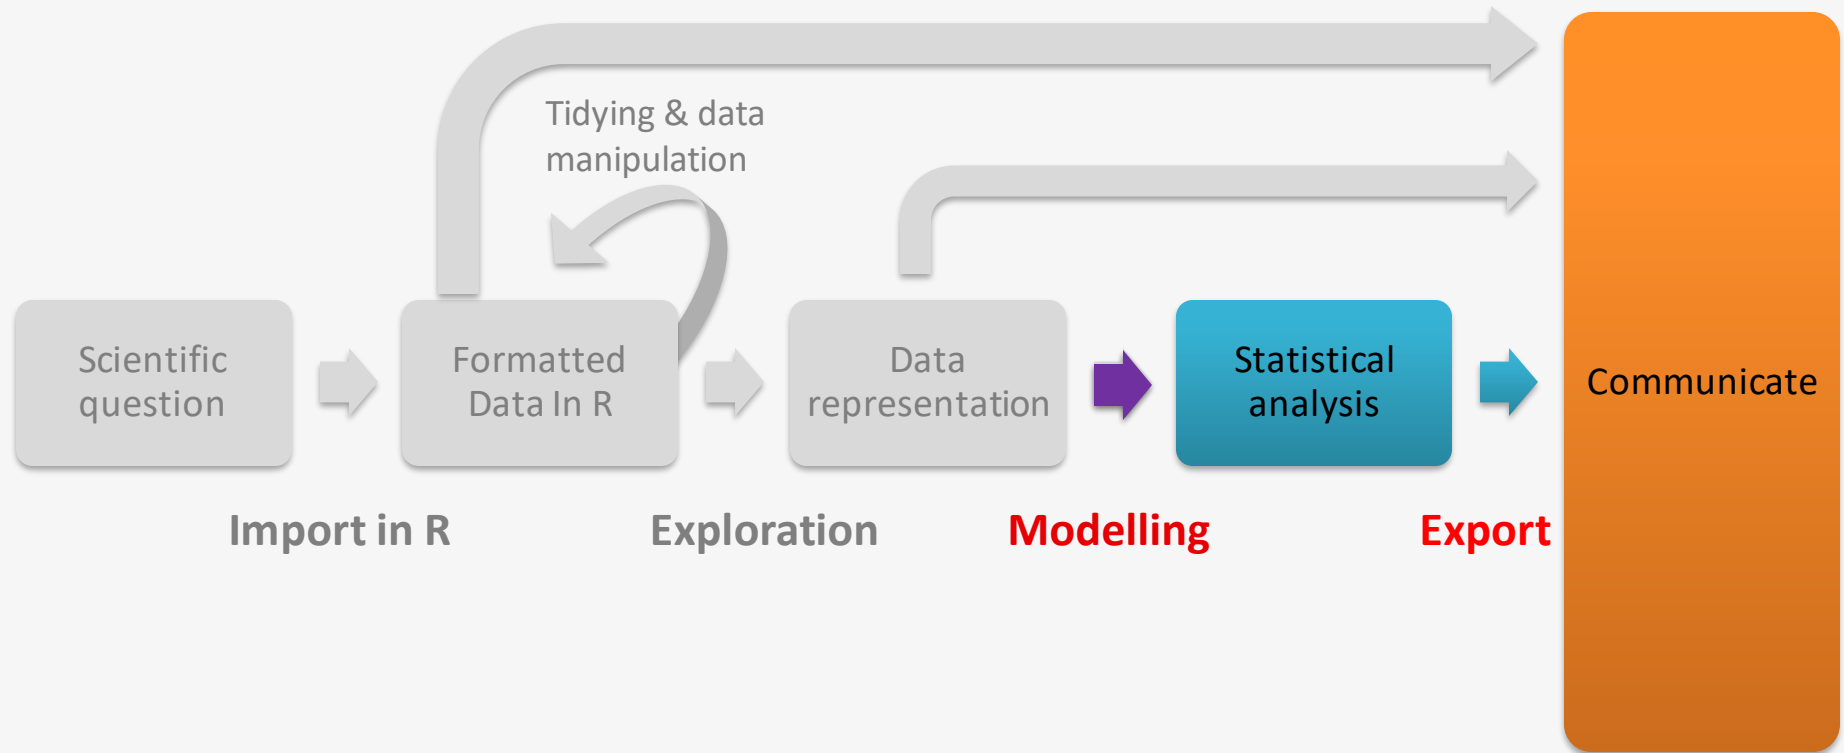 Tidying & data
manipulation
Scientific
question
Formatted
Data In R
Data
representation
Statistical
analysis
Communicate
Import in R
Exploration
Modelling
Export